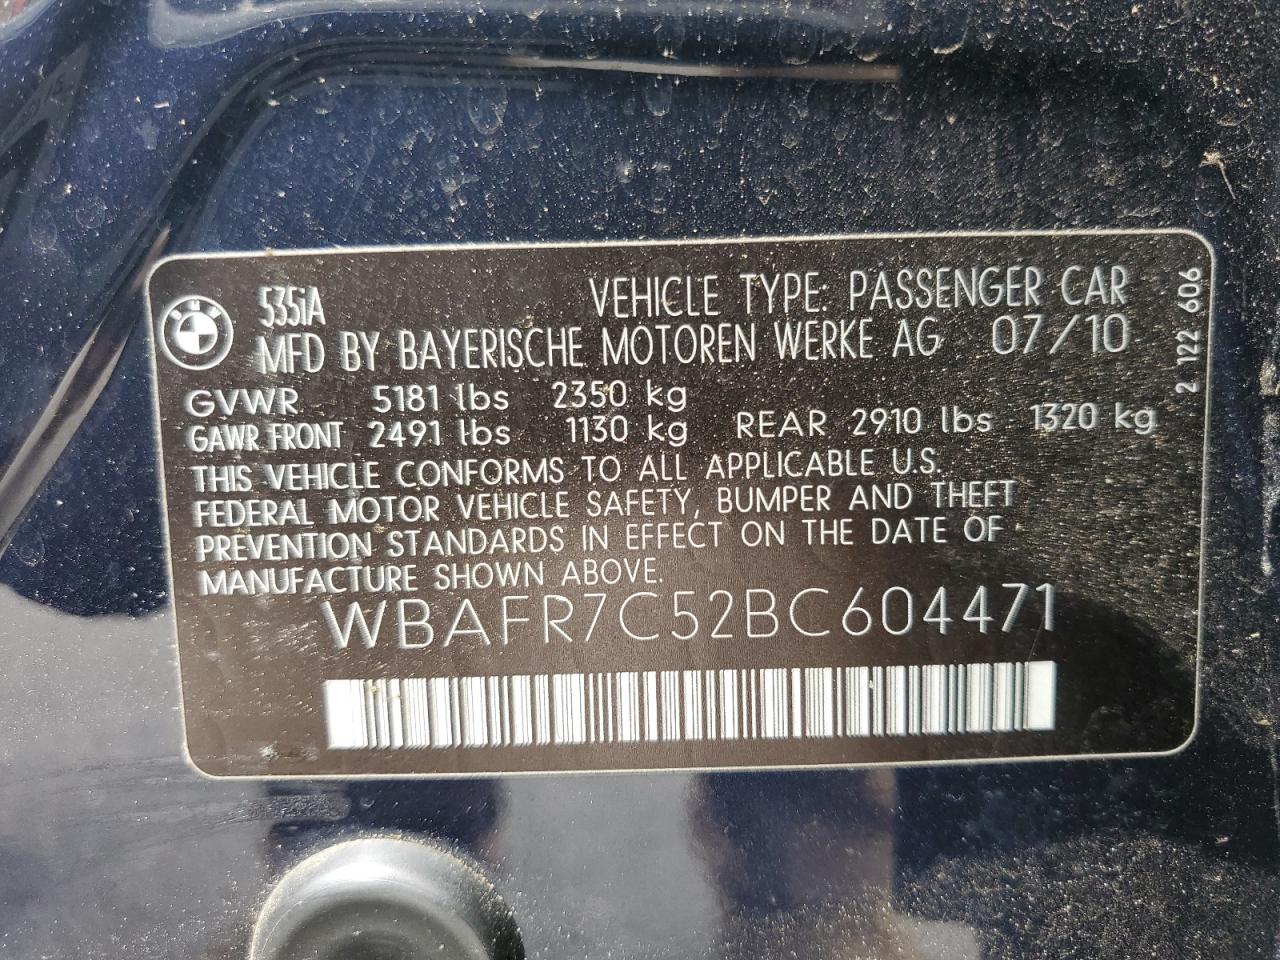 535iA VEHICLE TYPE: PASSENGER CAR
MFD BY BAYERISCHE MOTOREN WERKE AG 07/10
GVWR 5181 lbs 2350 kg
GAWR FRONT 2491 lbs 1130 kg REAR 2910 lbs 1320 kg
THIS VEHICLE CONFORMS TO ALL APPLICABLE U.S.
FEDERAL MOTOR VEHICLE SAFETY, BUMPER AND THEFT
PREVENTION STANDARDS IN EFFECT ON THE DATE OF
MANUFACTURE SHOWN ABOVE.
WBAFR7C52BC604471
2 122 606